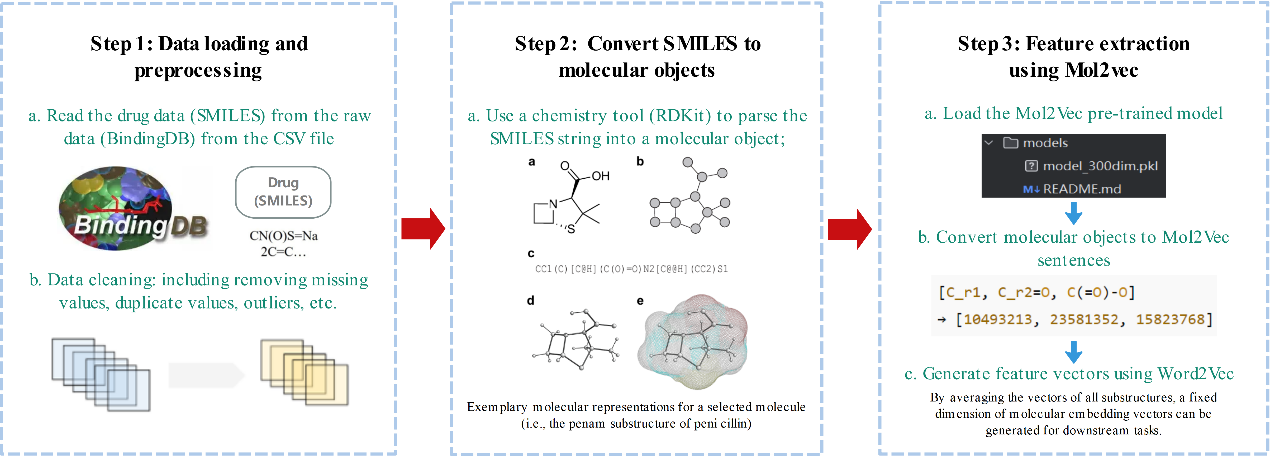 Step 1: Data loading and
preprocessing
a. Read the drug data (SMILES) from the raw
data (BindingDB) from the CSV file
BindingDB
Drug
(SMILES)
CN(O)S=Na
2C=C...
b. Data cleaning: including removing missing
values, duplicate values, outliers, etc.
Step 2: Convert SMILES to
molecular objects
a. Use a chemistry tool (RDKit) to parse the
SMILES string into a molecular object;
a
O
OH
N
S
b
c
CC1(C)[C@H](C(O)=O)N2[C@@H](CC2)S1
d
e
Exemplary molecular representations for a selected molecule
(i.e., the penam substructure of peni cillin)
Step 3: Feature extraction
using Mol2vec
a. Load the Mol2Vec pre-trained model
models
model_300dim.pkl
M↓ README.md
b. Convert molecular objects to Mol2Vec
sentences
[C_r1, C_r2=O, C(=O)-O]
→ [10493213, 23581352, 15823768]
c. Generate feature vectors using Word2Vec
By averaging the vectors of all substructures, a fixed
dimension of molecular embedding vectors can be
generated for downstream tasks.